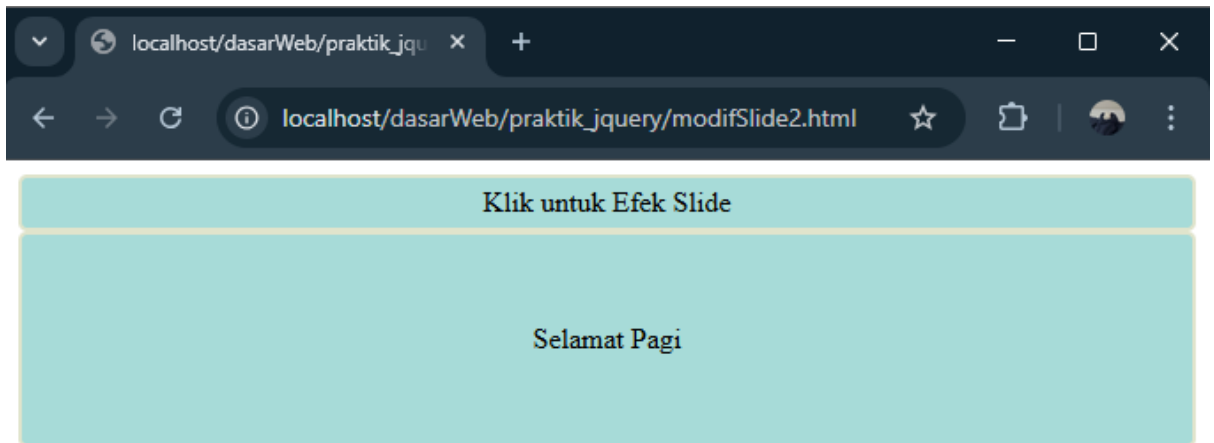 localhost/dasarWeb/praktik_jqu
localhost/dasarWeb/praktik_jquery/modifSlide2.html
Klik untuk Efek Slide
Selamat Pagi